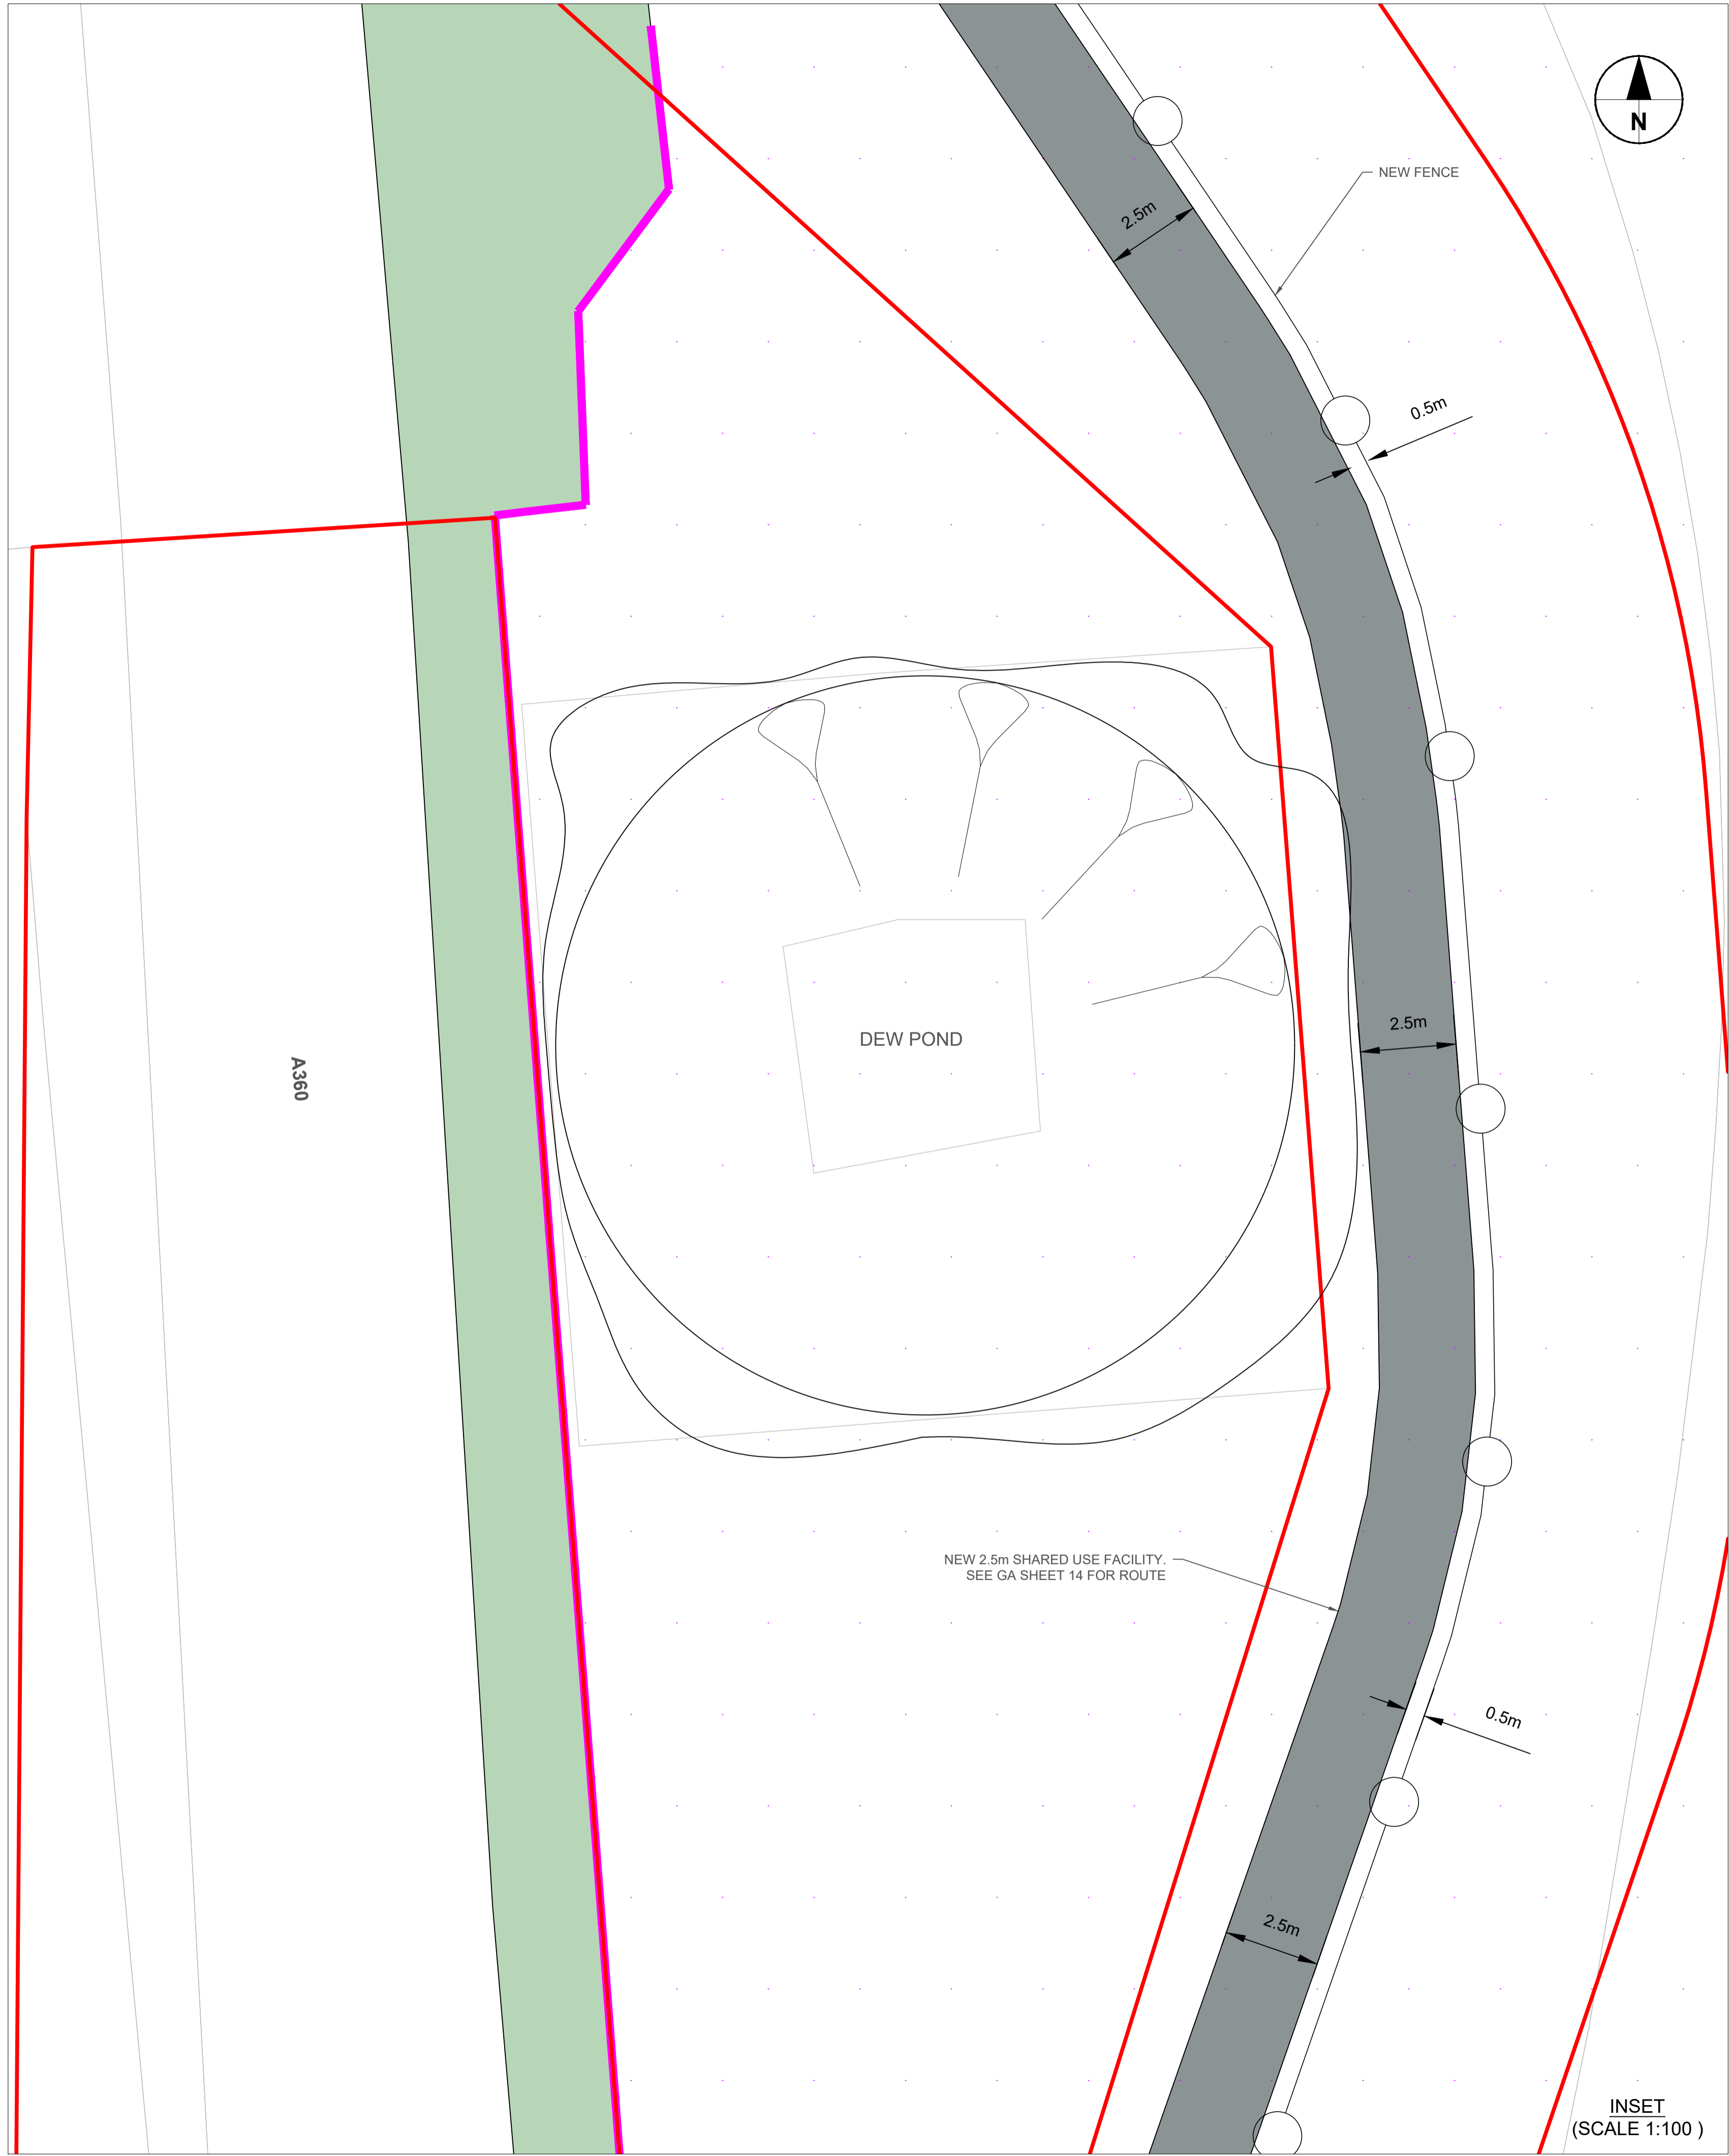 N
NEW FENCE
2.5m
0.5m
2.5m
DEW POND
A360
NEW 2.5m SHARED USE FACILITY.
SEE GA SHEET 14 FOR ROUTE
0.5m
2.5m
INSET
(SCALE 1:100 )